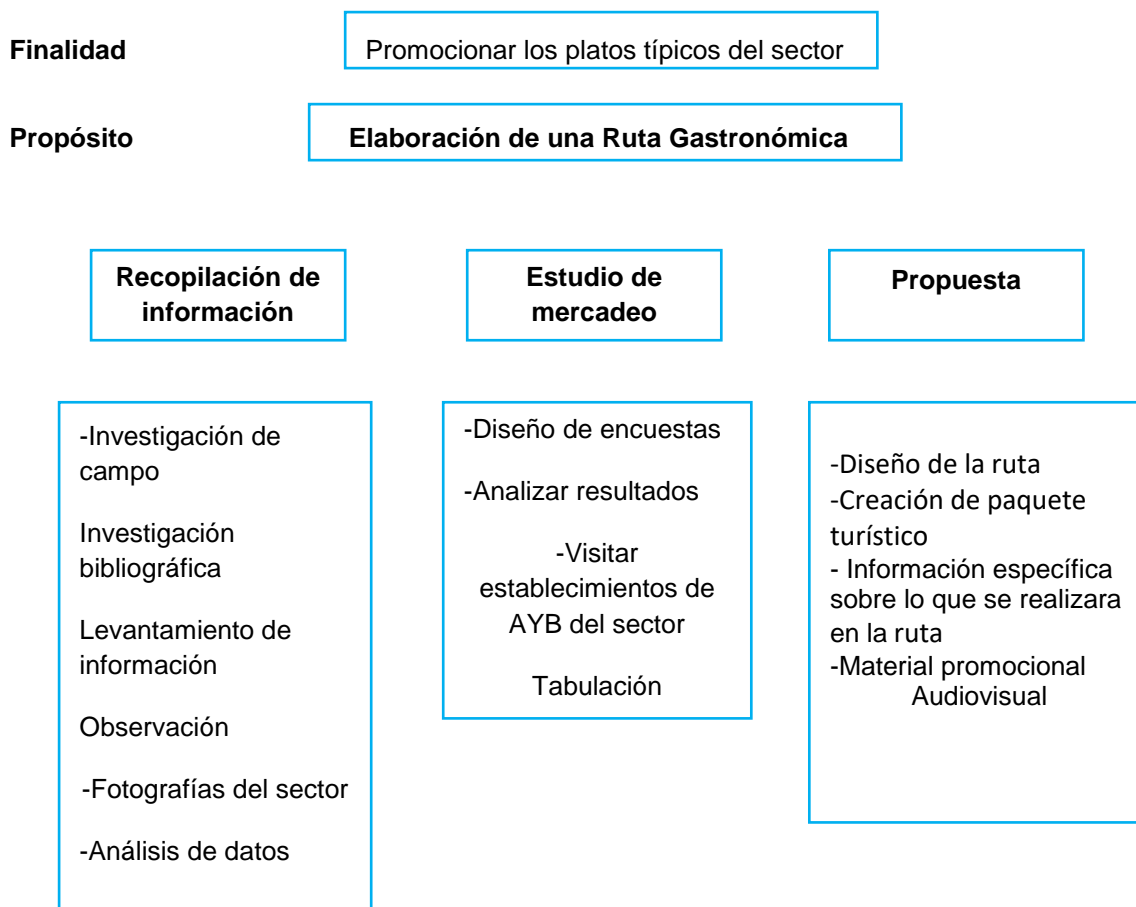 Finalidad
Promocionar los platos típicos del sector
Propósito
Elaboración de una Ruta Gastronómica
Recopilación de
información
Estudio de
mercadeo
Propuesta
-Investigación de
campo
Investigación
bibliográfica
Levantamiento de
información
Observación
-Fotografías del sector
-Análisis de datos
-Diseño de encuestas
-Analizar resultados
-Visitar
establecimientos de
AYB del sector
Tabulación
-Diseño de la ruta
-Creación de paquete
turístico
- Información específica
sobre lo que se realizara
en la ruta
-Material promocional
Audiovisual